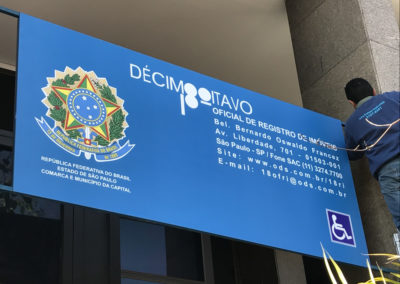 DÉCIMOOITAVO
18º
OFICIAL DE REGISTRO DE IMÓVEIS
Bel. Bernardo Oswaldo Francez
Av. Liberdade, 701 - 01503-001
São Paulo - SP / Fone SAC (11) 3274.7700
Site: www.ods.com.br/18ri
E-mail: 18ofri@ods.com.br
REPÚBLICA FEDERATIVA DO BRASIL
ESTADO DE SÃO PAULO
COMARCA E MUNICÍPIO DA CAPITAL